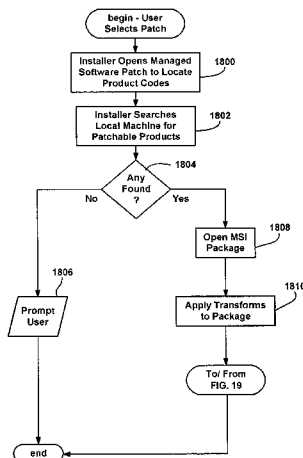 begin - User
Selects Patch
Installer Opens Managed
Software Patch to Locate
Product Codes
1800
Installer Searches
Local Machine for
Patchable Products
1802
Any
Found
?
1804
No
Yes
Open MSI
Package
1808
1806
Prompt
User
Apply Transforms
to Package
1810
To/ From
FIG. 19
end